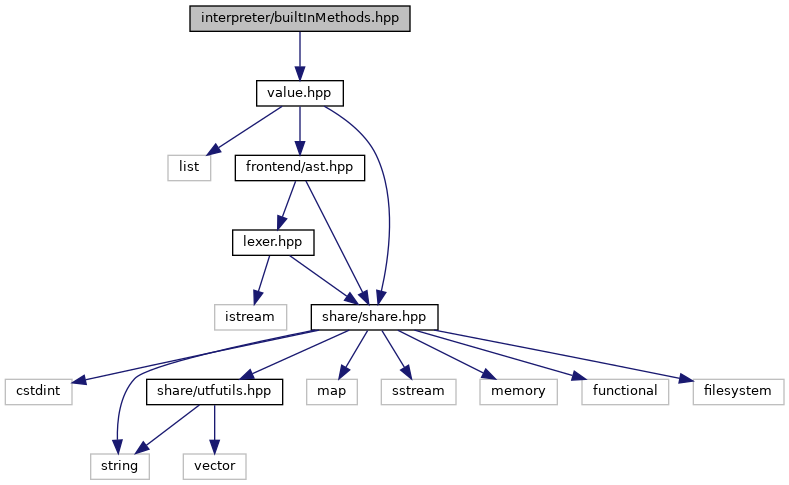 interpreter/builtInMethods.hpp
value.hpp
list
frontend/ast.hpp
lexer.hpp
istream
share/share.hpp
cstdint
share/utfutils.hpp
map
sstream
memory
functional
filesystem
string
vector